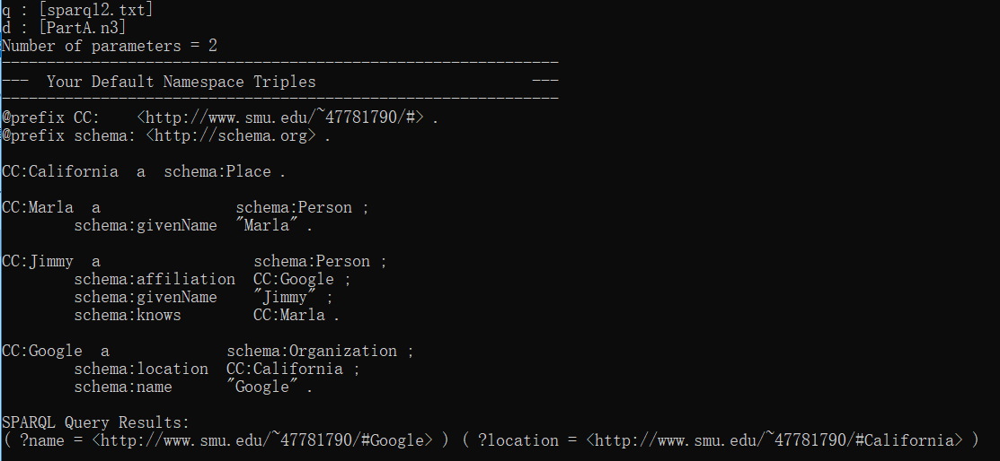 q : [sparql2.txt]
d : [PartA.n3]
Number of parameters = 2
--------------------------------------------------------------
---  Your Default Namespace Triples                        ---
--------------------------------------------------------------
@prefix CC:    <http://www.smu.edu/~47781790/#> .
@prefix schema: <http://schema.org> .

CC:California  a  schema:Place .

CC:Marla  a               schema:Person ;
        schema:givenName  "Marla" .

CC:Jimmy  a                 schema:Person ;
        schema:affiliation  CC:Google ;
        schema:givenName    "Jimmy" ;
        schema:knows        CC:Marla .

CC:Google  a             schema:Organization ;
        schema:location  CC:California ;
        schema:name      "Google" .

SPARQL Query Results:
( ?name = <http://www.smu.edu/~47781790/#Google> ) ( ?location = <http://www.smu.edu/~47781790/#California> )